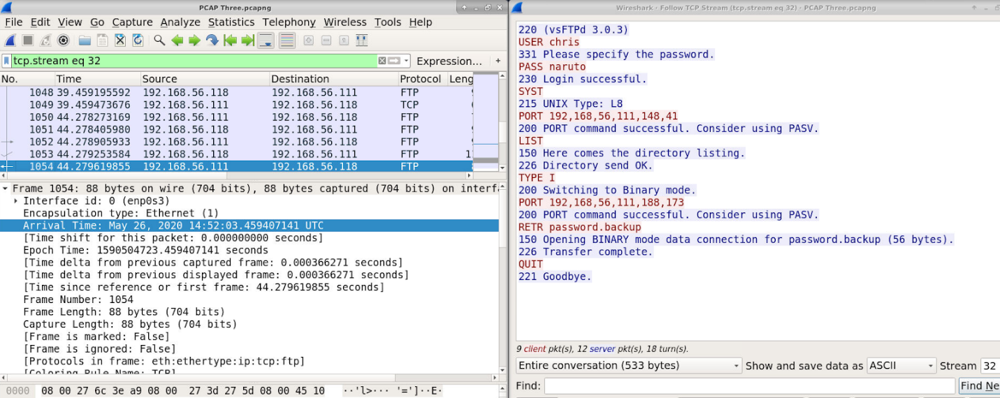 PCAP Three.pcapng
File Edit View Go Capture Analyze Statistics Telephony Wireless Tools Help
tcp.stream eq 32
Expression...
+
No. Time Source Destination Protocol Leng
1048 39.459195592 192.168.56.118 192.168.56.111 FTP
1049 39.459473676 192.168.56.111 192.168.56.118 TCP
1050 44.278273169 192.168.56.111 192.168.56.118 FTP
1051 44.278405980 192.168.56.118 192.168.56.111 FTP
1052 44.278905933 192.168.56.111 192.168.56.118 FTP
1053 44.279253584 192.168.56.118 192.168.56.111 FTP 1
1054 44.279619855 192.168.56.111 192.168.56.118 FTP
Frame 1054: 88 bytes on wire (704 bits), 88 bytes captured (704 bits) on interf
Interface id: 0 (enp0s3)
Encapsulation type: Ethernet (1)
Arrival Time: May 26, 2020 14:52:03.459407141 UTC
[Time shift for this packet: 0.000000000 seconds]
Epoch Time: 1590504723.459407141 seconds
[Time delta from previous captured frame: 0.000366271 seconds]
[Time delta from previous displayed frame: 0.000366271 seconds]
[Time since reference or first frame: 44.279619855 seconds]
Frame Number: 1054
Frame Length: 88 bytes (704 bits)
Capture Length: 88 bytes (704 bits)
[Frame is marked: False]
[Frame is ignored: False]
[Protocols in frame: eth:ethertype:ip:tcp:ftp]
[Coloring Rule Name: TCP]
0000 08 00 27 6c 3e a9 08 00 27 3d 27 5d 08 00 45 10 ··'l>··· '=']··E·
Wireshark · Follow TCP Stream (tcp.stream eq 32) · PCAP Three.pcapng
220 (vsFTPd 3.0.3)
USER chris
331 Please specify the password.
PASS naruto
230 Login successful.
SYST
215 UNIX Type: L8
PORT 192,168,56,111,148,41
200 PORT command successful. Consider using PASV.
LIST
150 Here comes the directory listing.
226 Directory send OK.
TYPE I
200 Switching to Binary mode.
PORT 192,168,56,111,188,173
200 PORT command successful. Consider using PASV.
RETR password.backup
150 Opening BINARY mode data connection for password.backup (56 bytes).
226 Transfer complete.
QUIT
221 Goodbye.
9 client pkt(s), 12 server pkt(s), 18 turn(s).
Entire conversation (533 bytes) Show and save data as ASCII Stream 32
Find: Find Ne